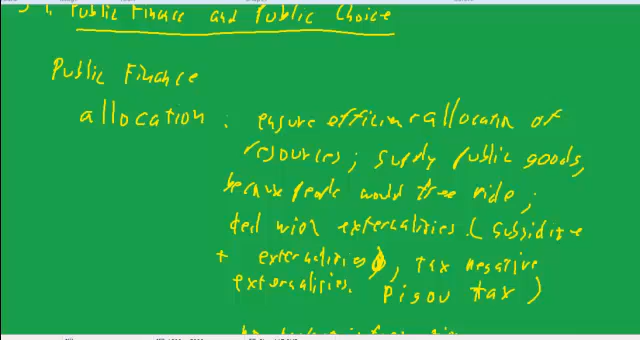 Public Finance and Public Choice
Public Finance
allocation: ensure efficient allocation of
resources; supply public goods,
because people would free ride;
deal with externalities (subsidize
+ externalities), tax negative
externalities. Pigou tax)